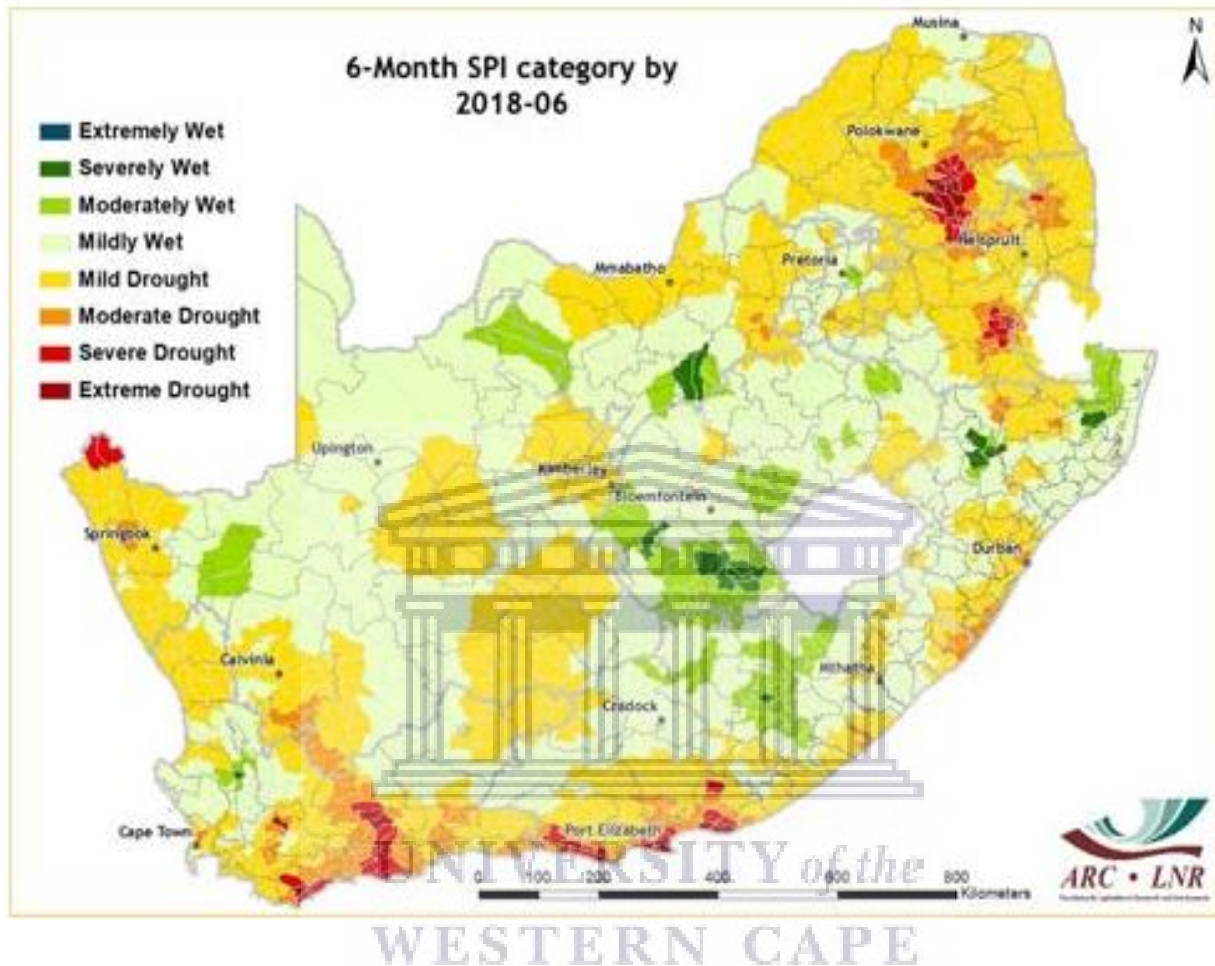 Musina
N
6-Month SPI category by
2018-06
Extremely Wet
Severely Wet
Moderately Wet
Mildly Wet
Mild Drought
Moderate Drought
Severe Drought
Extreme Drought
Polokwane
Nelspruit
Pretoria
Mmabatho
Upington
Kimberley
Bloemfontein
Springbok
Durban
Calvinia
Mthatha
Cradock
Cape Town
Port Elizabeth
UNIVERSITY of the
0 100 200 400 600 800
Kilometers
ARC • LNR
WESTERN CAPE